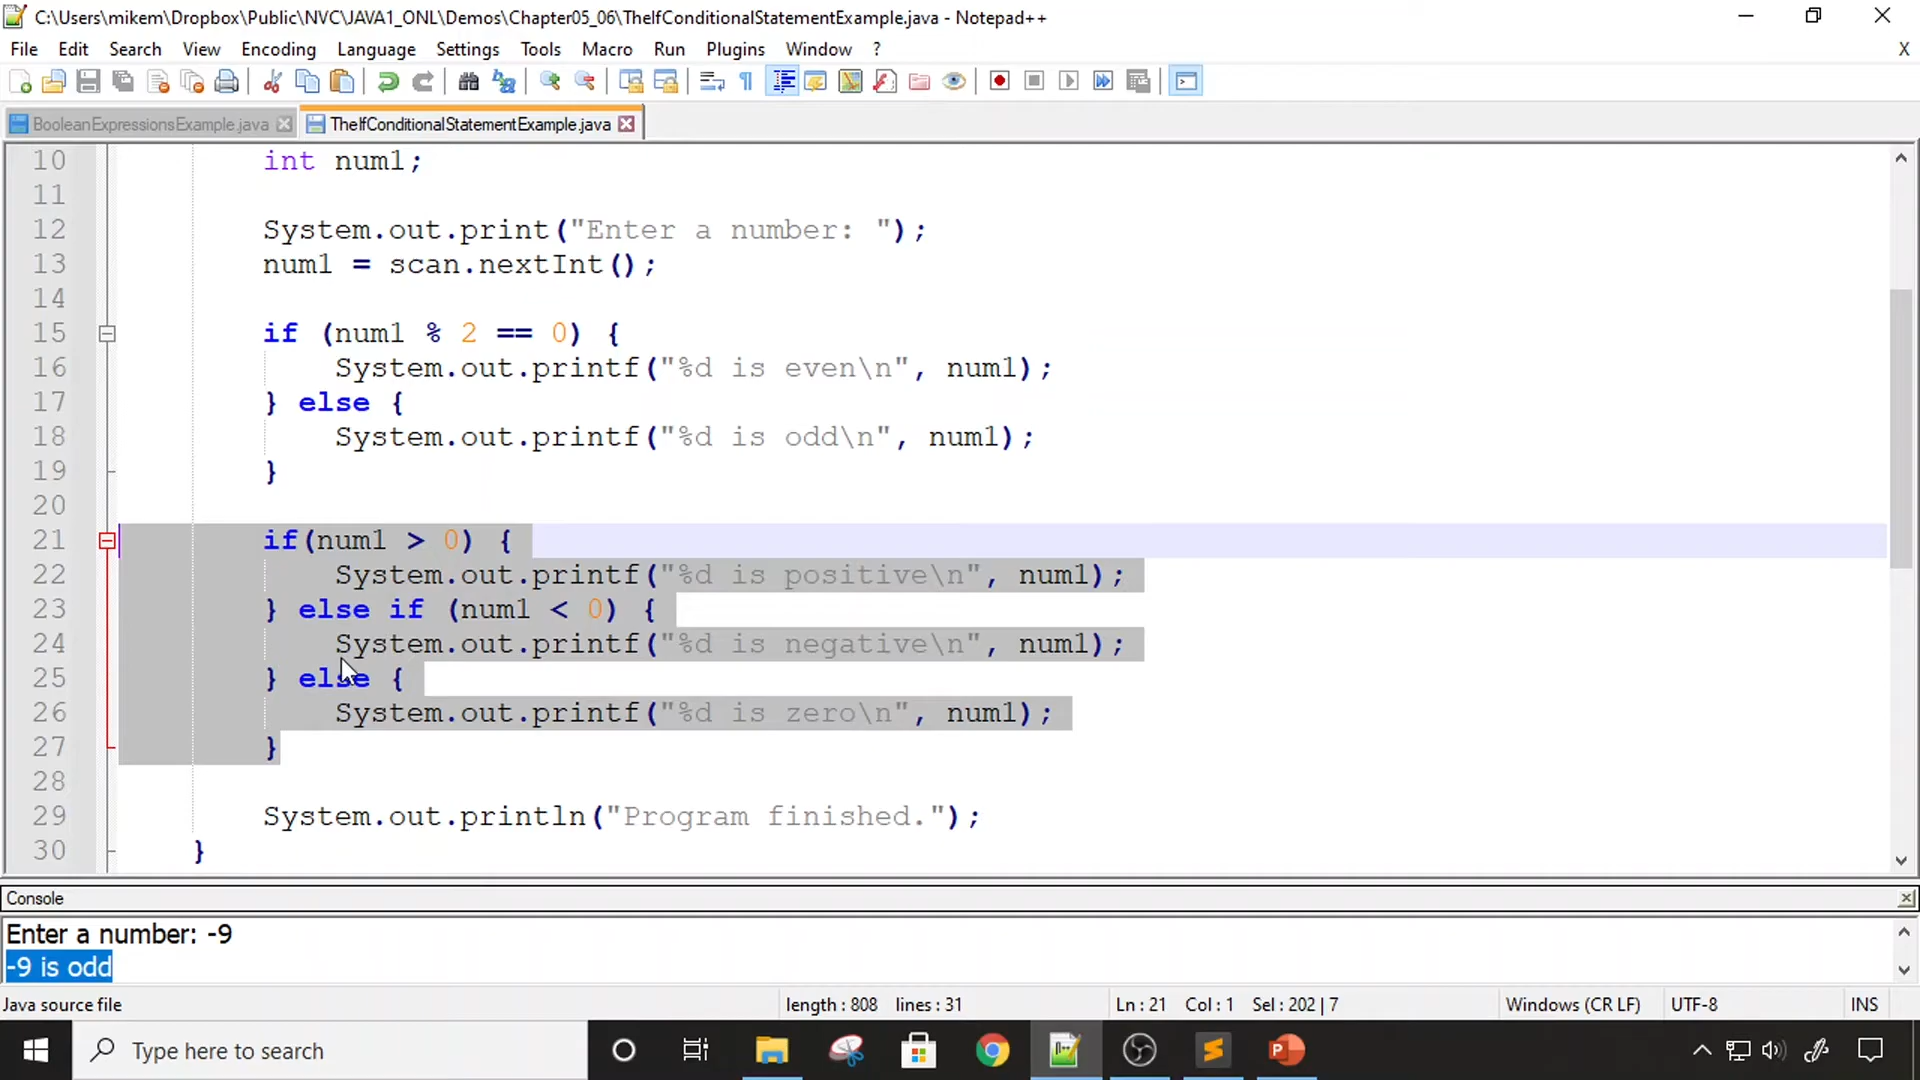 C:\Users\mikem\Dropbox\Public\NVC\JAVA1_ONL\Demos\Chapter05_06\TheIfConditionalStatementExample.java - Notepad++
File Edit Search View Encoding Language Settings Tools Macro Run Plugins Window ? X
BooleanExpressionsExample.java TheIfConditionalStatementExample.java
10 int num1;
11
12 System.out.print("Enter a number: ");
13 num1 = scan.nextInt();
14
15 if (num1 % 2 == 0) {
16 System.out.printf("%d is even\n", num1);
17 } else {
18 System.out.printf("%d is odd\n", num1);
19 }
20
21 if(num1 > 0) {
22 System.out.printf("%d is positive\n", num1);
23 } else if (num1 < 0) {
24 System.out.printf("%d is negative\n", num1);
25 } else {
26 System.out.printf("%d is zero\n", num1);
27 }
28
29 System.out.println("Program finished.");
30 }
Console
Enter a number: -9
-9 is odd
Java source file length : 808 lines : 31 Ln : 21 Col : 1 Sel : 202 | 7 Windows (CR LF) UTF-8 INS
Type here to search